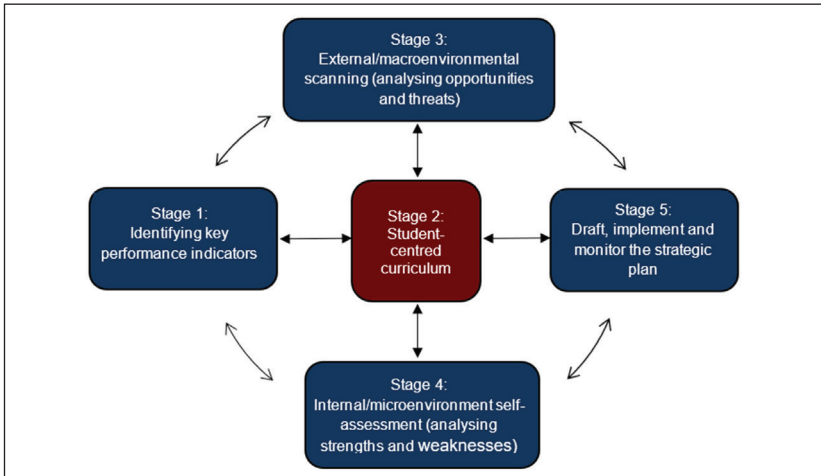 Stage 3:
External/macroenvironmental
scanning (analysing opportunities
and threats)
Stage 1:
Identifying key
performance indicators
Stage 2:
Student-
centred
curriculum
Stage 5:
Draft, implement and
monitor the strategic
plan
Stage 4:
Internal/microenvironment self-
assessment (analysing
strengths and weaknesses)